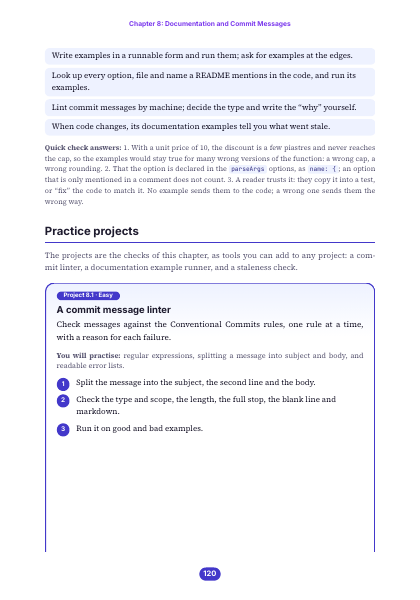 Chapter 8: Documentation and Commit Messages
Write examples in a runnable form and run them; ask for examples at the edges.
Look up every option, file and name a README mentions in the code, and run its
examples.
Lint commit messages by machine; decide the type and write the “why” yourself.
When code changes, its documentation examples tell you what went stale.
Quick check answers: 1. With a unit price of 10, the discount is a few piastres and never reaches
the cap, so the examples would stay true for many wrong versions of the function: a wrong cap, a
wrong rounding. 2. That the option is declared in the parseArgs options, as name: {; an option
that is only mentioned in a comment does not count. 3. A reader trusts it: they copy it into a test,
or “fix” the code to match it. No example sends them to the code; a wrong one sends them the
wrong way.
Practice projects
The projects are the checks of this chapter, as tools you can add to any project: a com-
mit linter, a documentation example runner, and a staleness check.
Project 8.1 · Easy
A commit message linter
Check messages against the Conventional Commits rules, one rule at a time,
with a reason for each failure.
You will practise: regular expressions, splitting a message into subject and body, and
readable error lists.
1 Split the message into the subject, the second line and the body.
2 Check the type and scope, the length, the full stop, the blank line and
markdown.
3 Run it on good and bad examples.
120